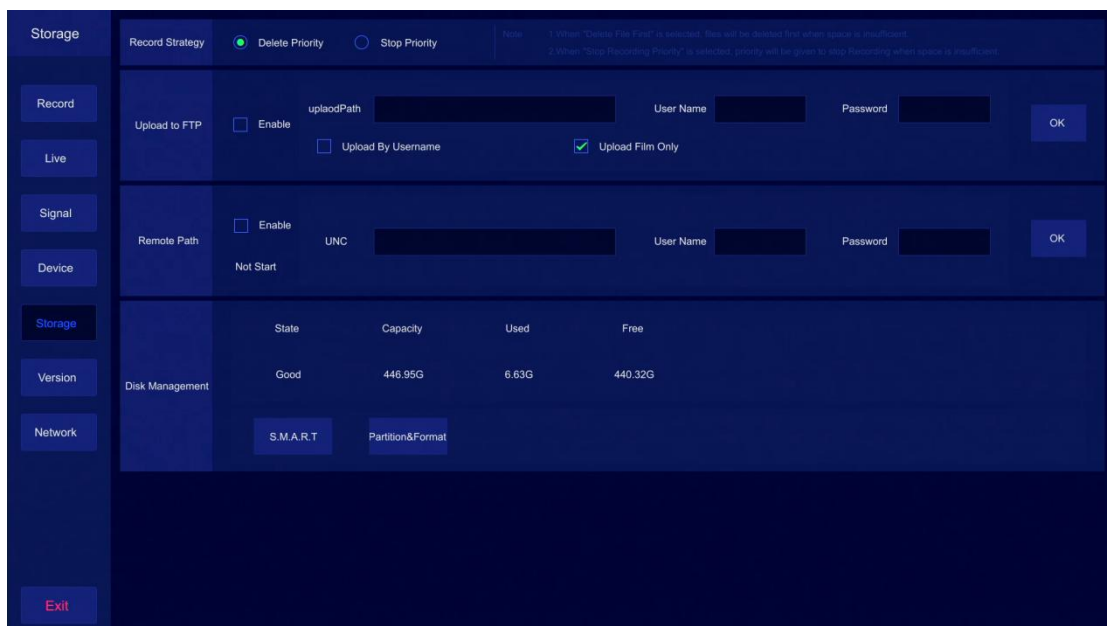 Storage
Record
Live
Signal
Device
Storage
Version
Network
Exit
Record Strategy
Delete Priority
Stop Priority
Note
1.When "Delete File First" is selected, files will be deleted first when space is insufficient.
2.When "Stop Recording Priority" is selected, priority will be given to stop Recording when space is insufficient.
Upload to FTP
Enable
uplaodPath
User Name
Password
OK
Upload By Username
Upload Film Only
Remote Path
Enable
UNC
User Name
Password
OK
Not Start
Disk Management
State Capacity Used Free
Good 446.95G 6.63G 440.32G
S.M.A.R.T
Partition&Format